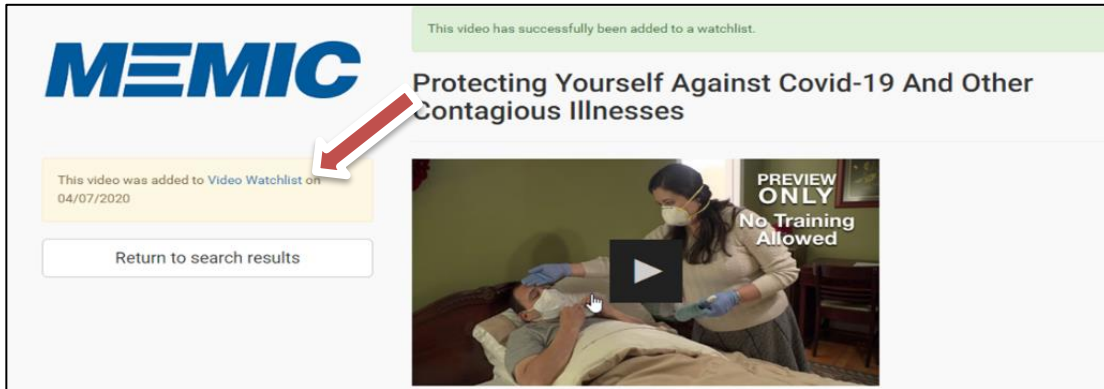 This video has successfully been added to a watchlist.
MEMIC
Protecting Yourself Against Covid-19 And Other
Contagious Illnesses
This video was added to Video Watchlist on
04/07/2020
Return to search results
PREVIEW
ONLY
No Training
Allowed